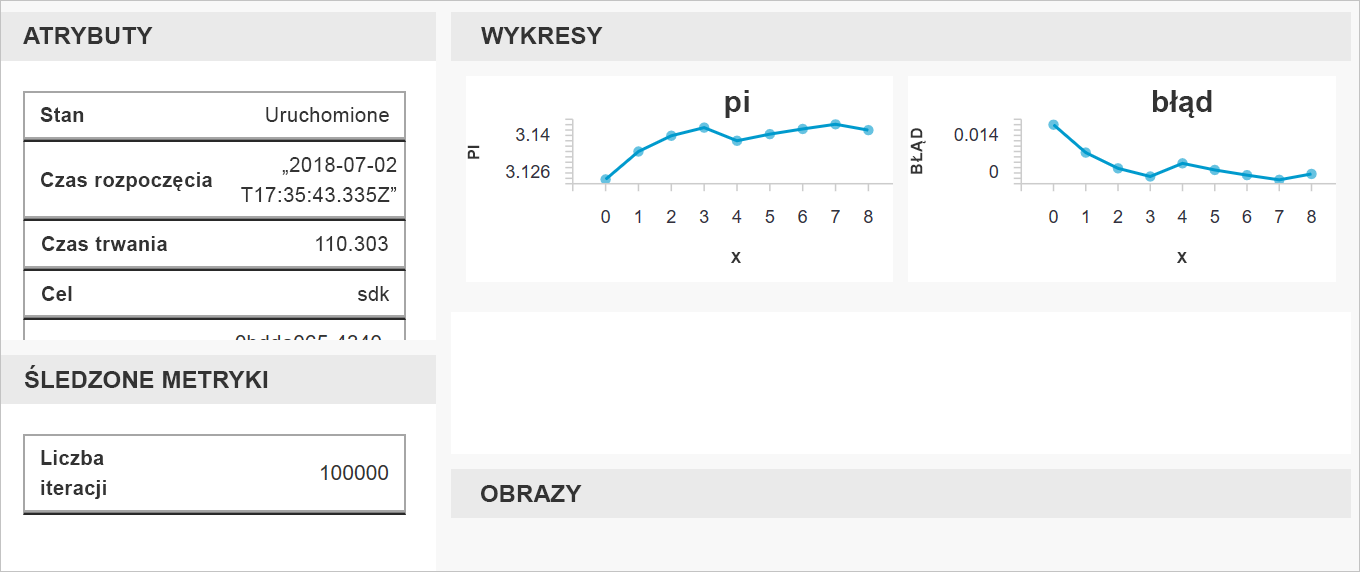 ATRYBUTY
Stan Uruchomione
Czas rozpoczęcia „2018-07-02
T17:35:43.335Z”
Czas trwania 110.303
Cel sdk
ŚLEDZONE METRYKI
Liczba
iteracji 100000
WYKRESY
pi
PI
3.14
3.126
0 1 2 3 4 5 6 7 8
x
błąd
BŁĄD
0.014
0
0 1 2 3 4 5 6 7 8
x
OBRAZY